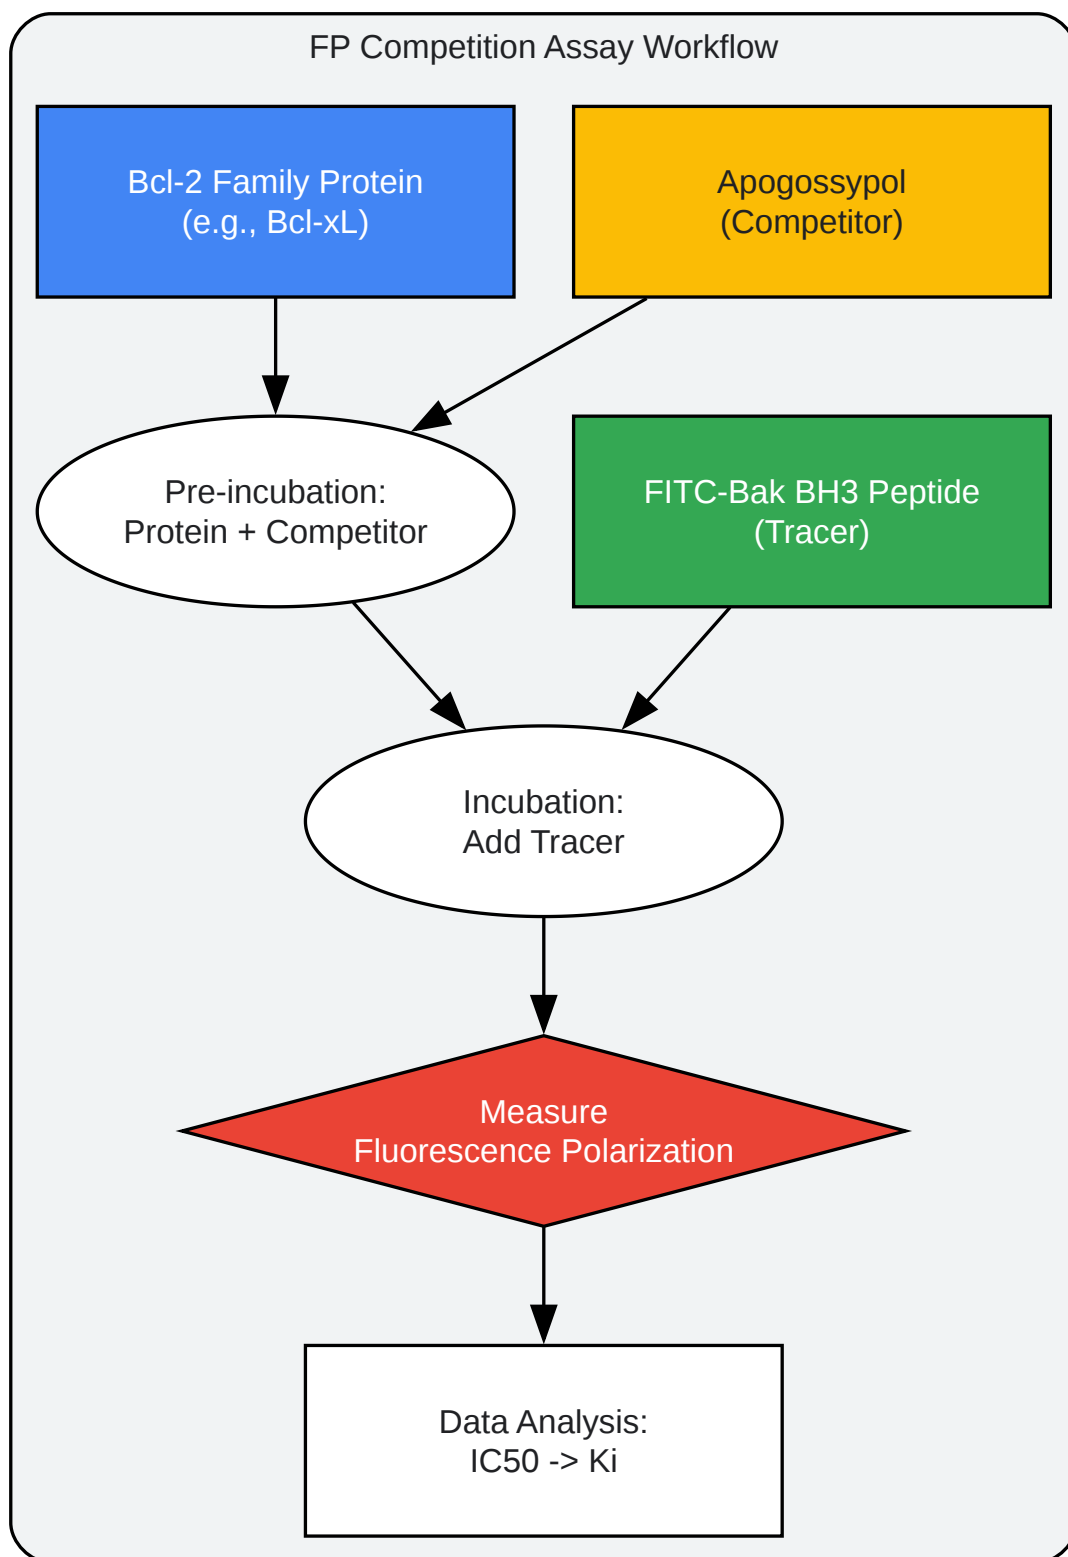 FP Competition Assay Workflow
Bcl-2 Family Protein
(e.g., Bcl-xL)
Apogossypol
(Competitor)
Pre-incubation:
Protein + Competitor
FITC-Bak BH3 Peptide
(Tracer)
Incubation:
Add Tracer
Measure
Fluorescence Polarization
Data Analysis:
IC50 -> Ki